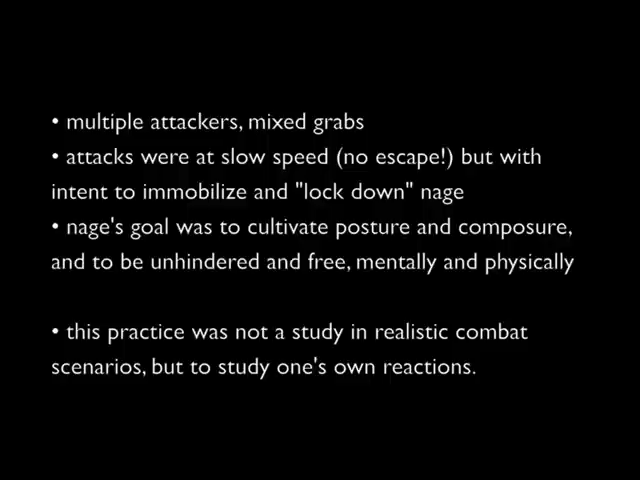 • multiple attackers, mixed grabs
• attacks were at slow speed (no escape!) but with
intent to immobilize and "lock down" nage
• nage's goal was to cultivate posture and composure,
and to be unhindered and free, mentally and physically
• this practice was not a study in realistic combat
scenarios, but to study one's own reactions.